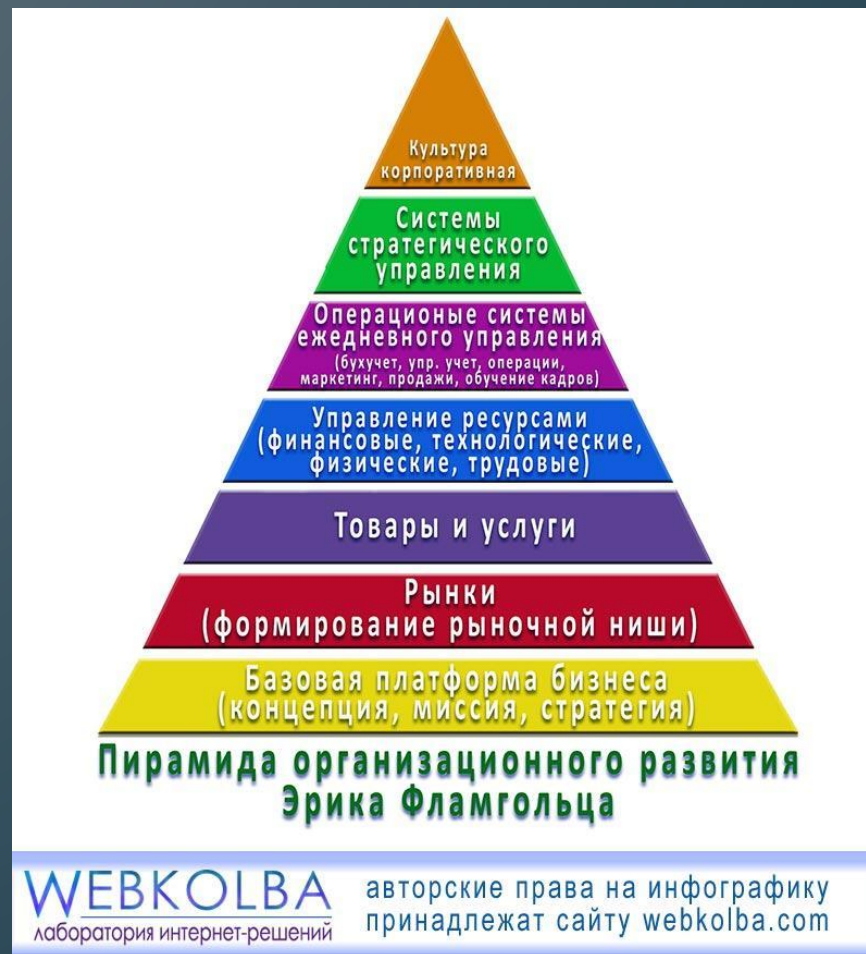 Культура
корпоративная
Системы
стратегического
управления
Операционые системы
ежедневного управления
(бухучет, упр. учет, операции,
маркетинг, продажи, обучение кадров)
Управление ресурсами
(финансовые, технологические,
физические, трудовые)
Товары и услуги
Рынки
(формирование рыночной ниши)
Базовая платформа бизнеса
(концепция, миссия, стратегия)
Пирамида организационного развития
Эрика Фламгольца
WEBKOLBA
лаборатория интернет-решений
авторские права на инфографику
принадлежат сайту webkolba.com